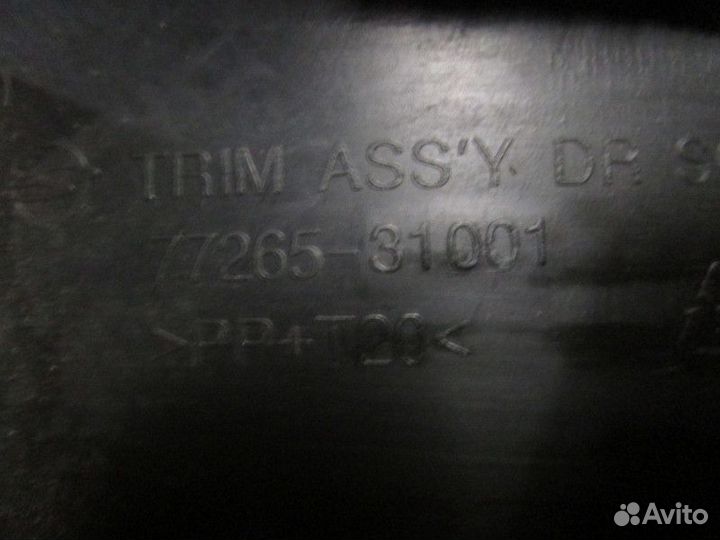 TRIM ASS'Y. DR
77265-31001
>PP+T20<
Avito